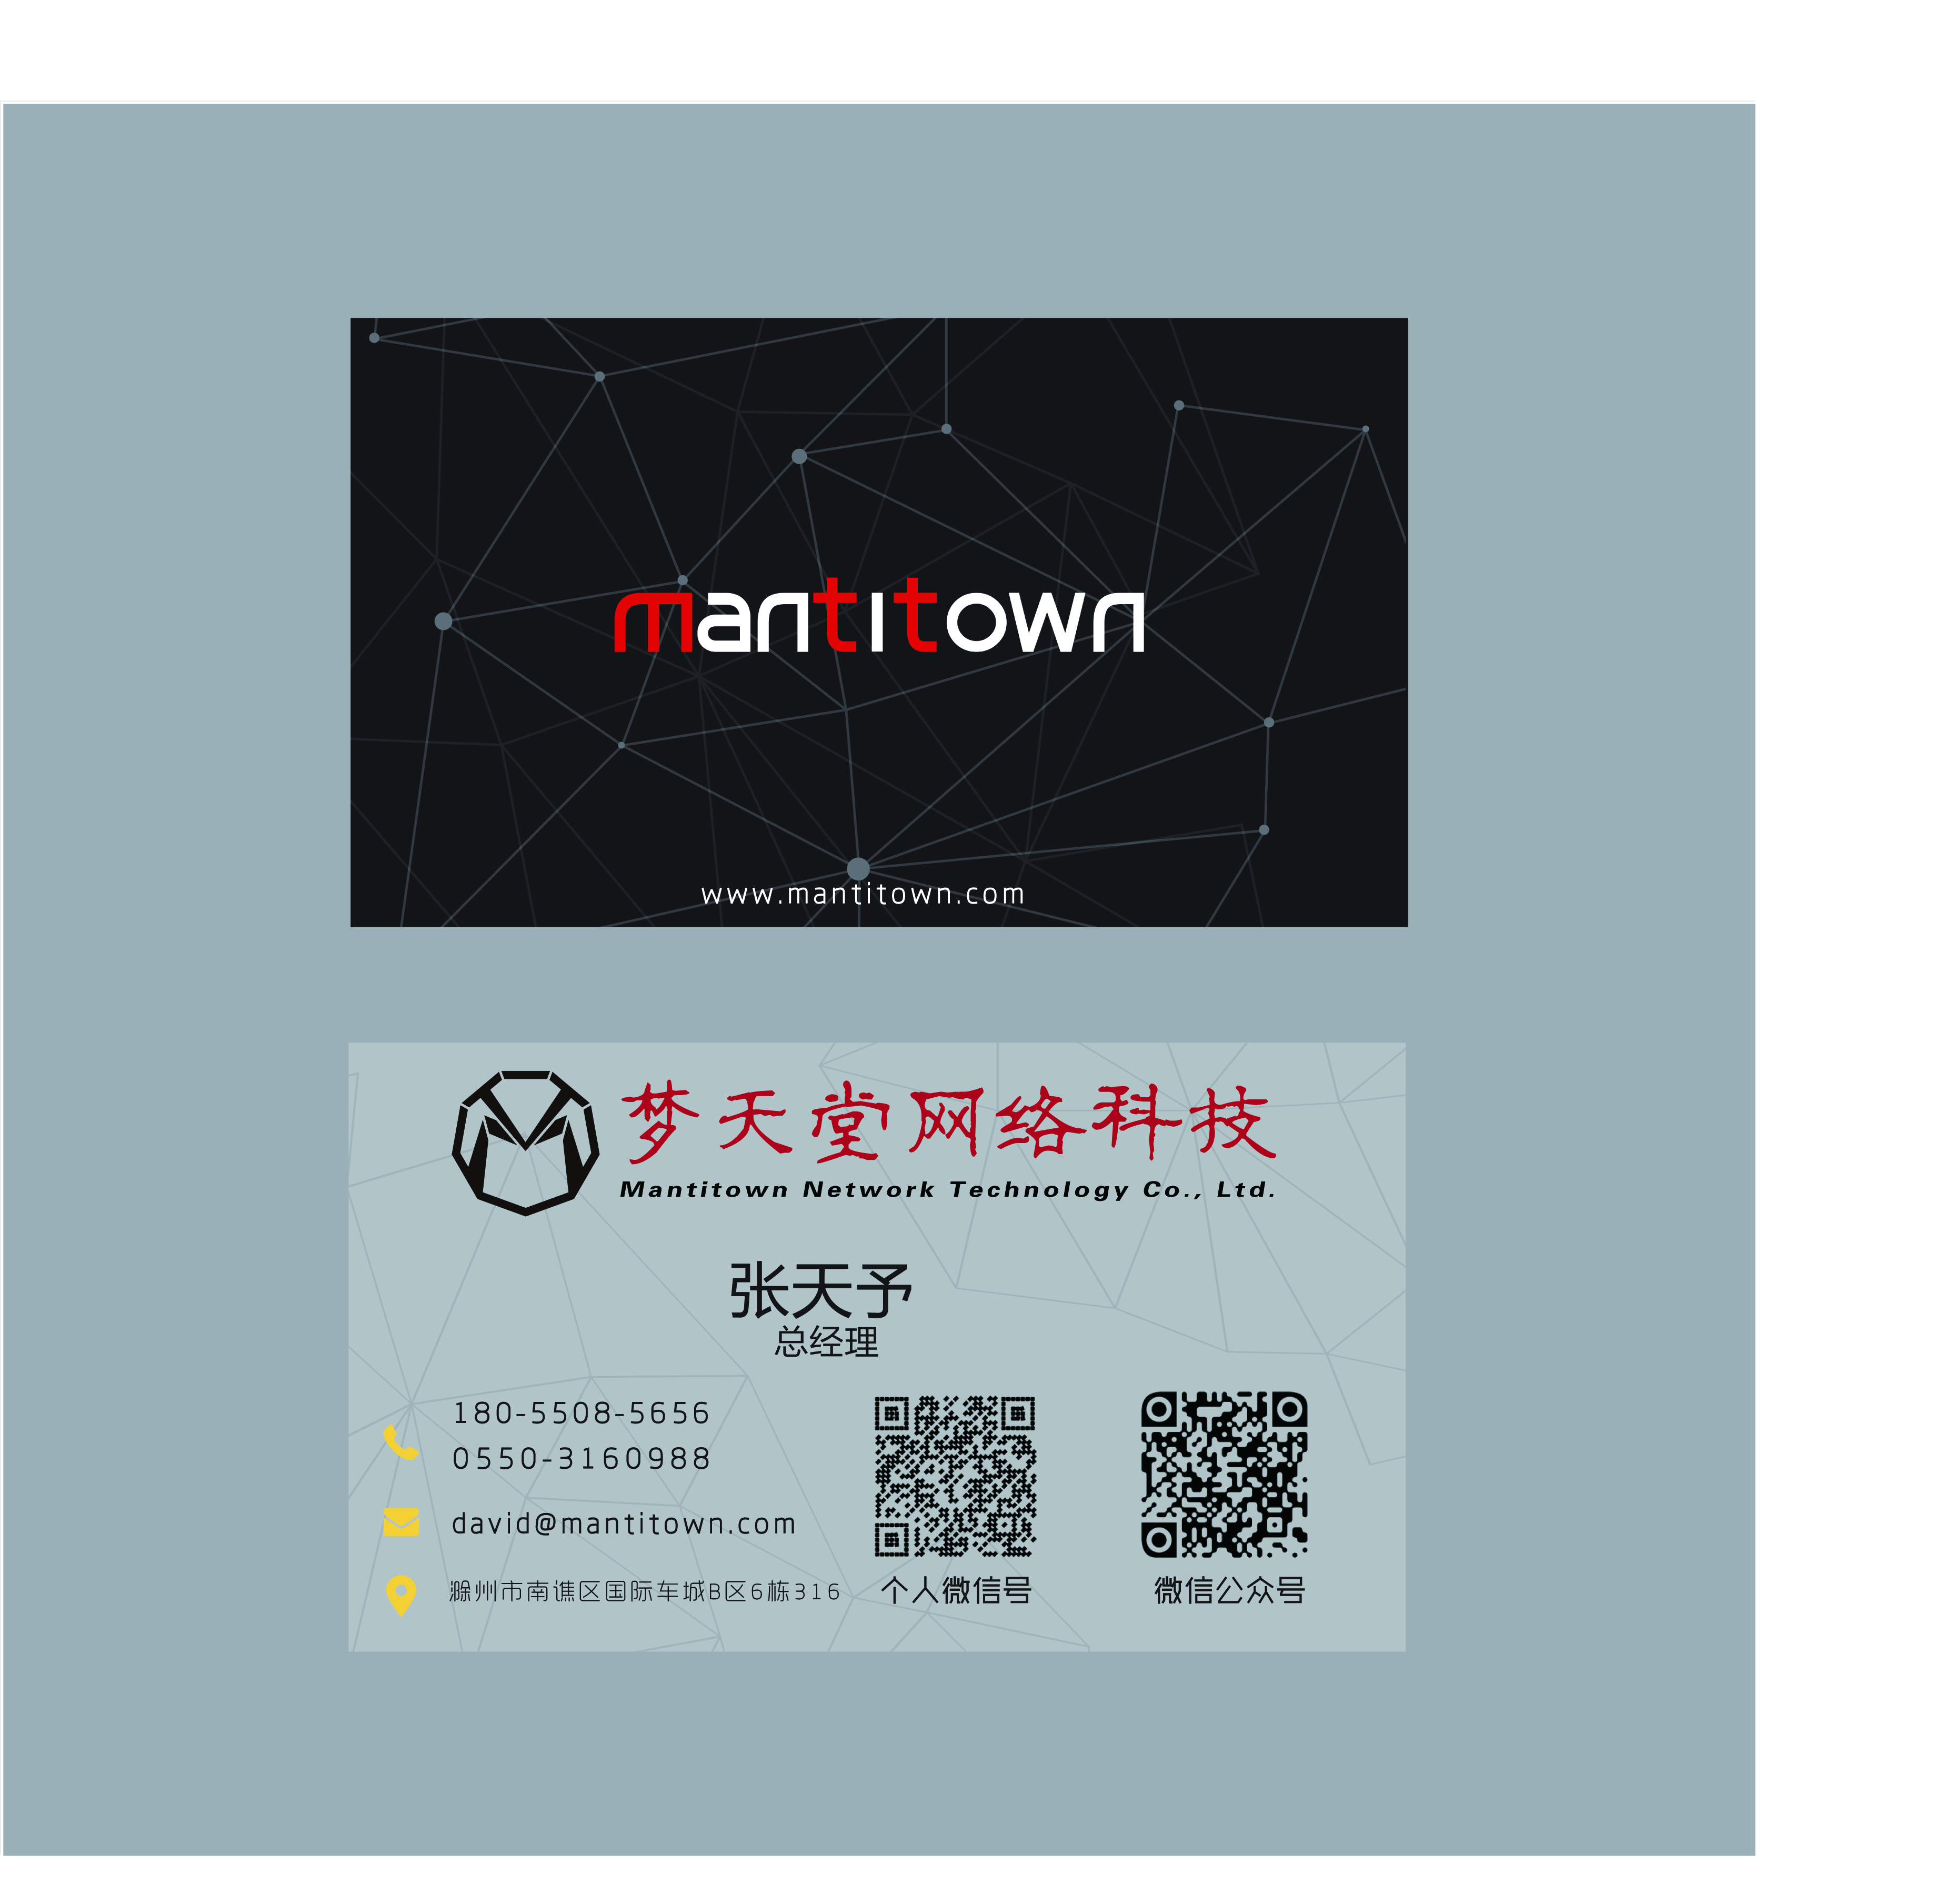 mantitown
www.mantitown.com
梦天堂网络科技
Mantitown Network Technology Co., Ltd.
张天予
总经理
180-5508-5656
0550-3160988
david@mantitown.com
滁州市南谯区国际车城B区6栋316
个人微信号
微信公众号